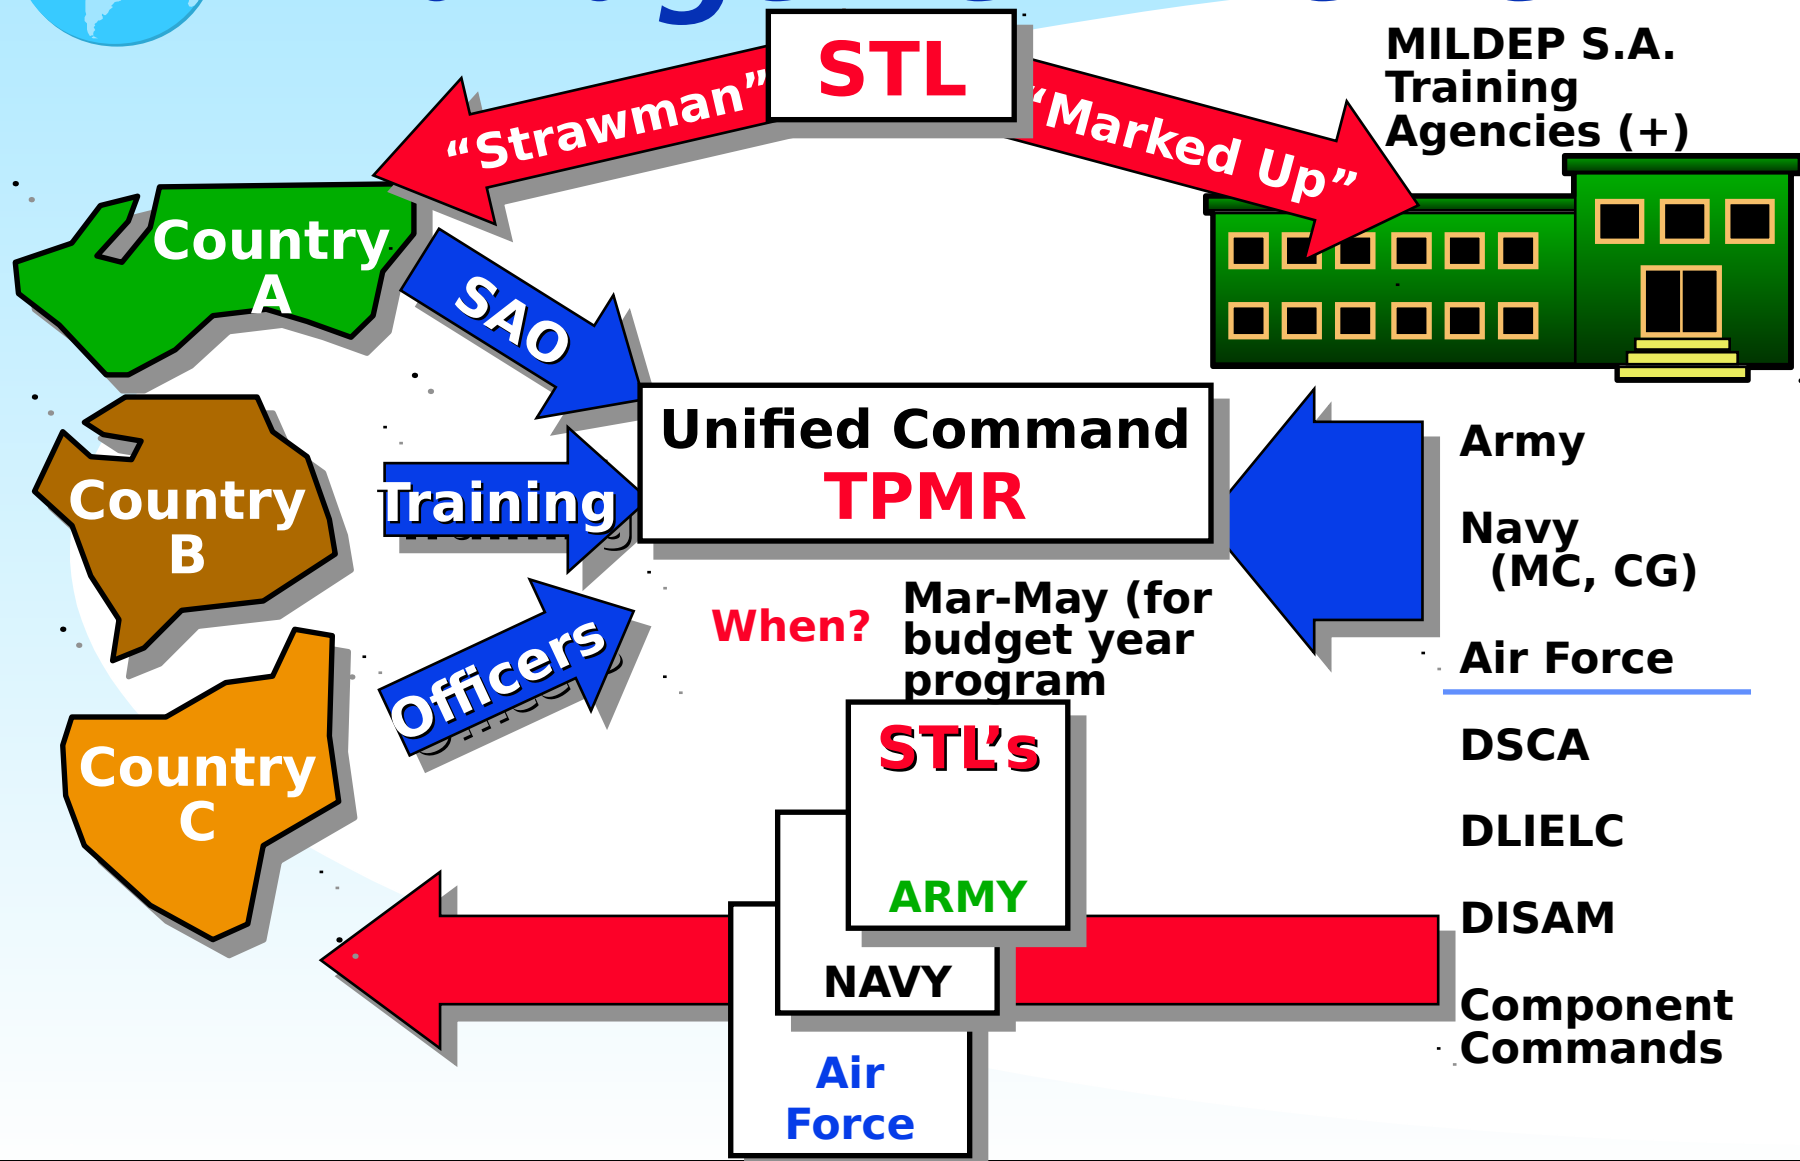 STL
“Strawman”
“Marked Up”
MILDEP S.A.
Training
Agencies (+)
Country
A
SAO
Unified Command
TPMR
Country
B
Training
Army
Navy
(MC, CG)
Air Force
When?
Mar-May (for
budget year
program
Officers
Country
C
STL’s
ARMY
NAVY
Air
Force
DSCA
DLIELC
DISAM
Component
Commands